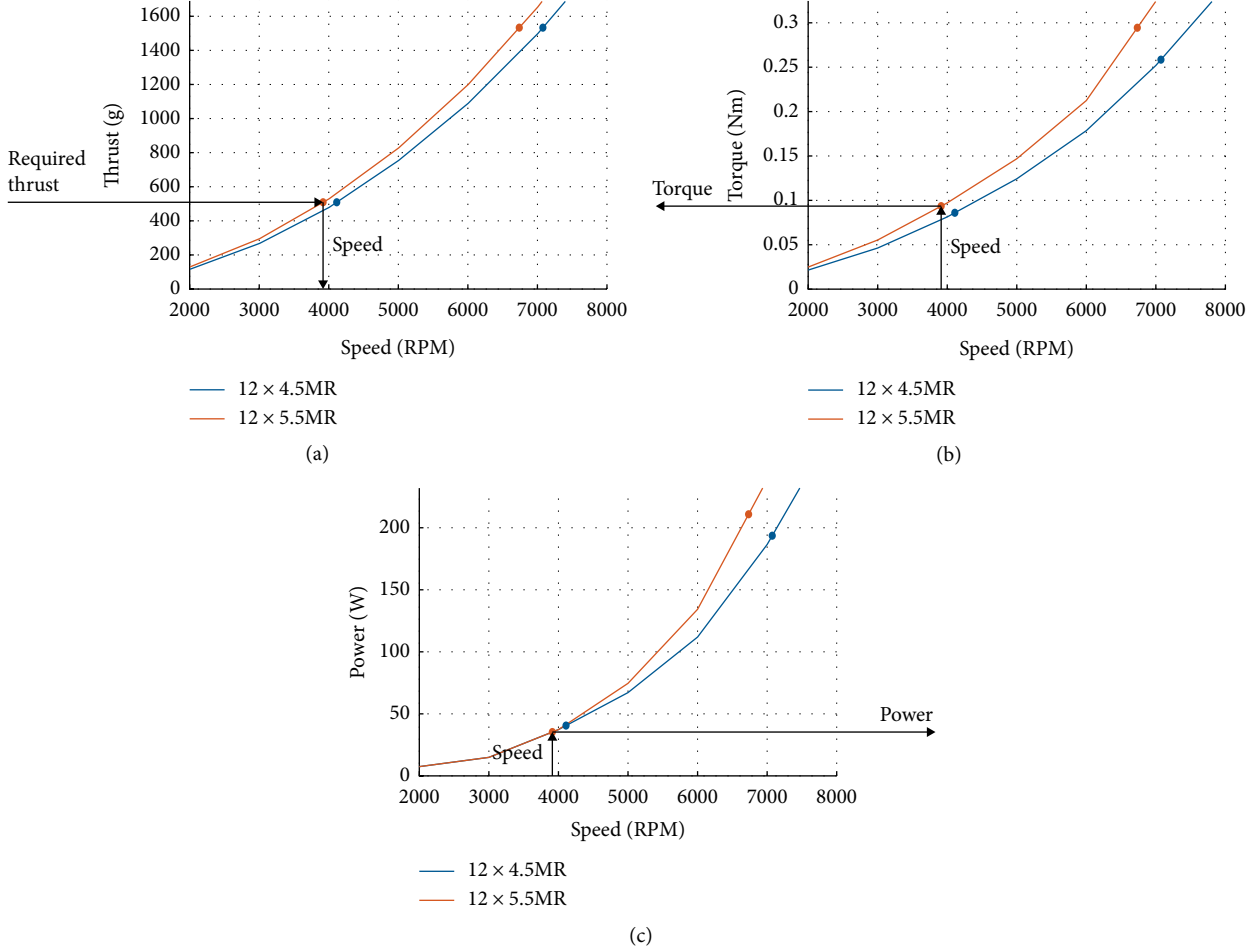 1600
1400
1200
1000
800
600
400
200
0
Thrust (g)
Required
thrust
Speed
2000 3000 4000 5000 6000 7000 8000
Speed (RPM)
12 × 4.5MR
12 × 5.5MR
(a)
0.3
0.25
0.2
0.15
0.1
0.05
0
Torque (Nm)
Torque
Speed
2000 3000 4000 5000 6000 7000 8000
Speed (RPM)
12 × 4.5MR
12 × 5.5MR
(b)
200
150
100
50
0
Power (W)
Power
Speed
2000 3000 4000 5000 6000 7000 8000
Speed (RPM)
12 × 4.5MR
12 × 5.5MR
(c)